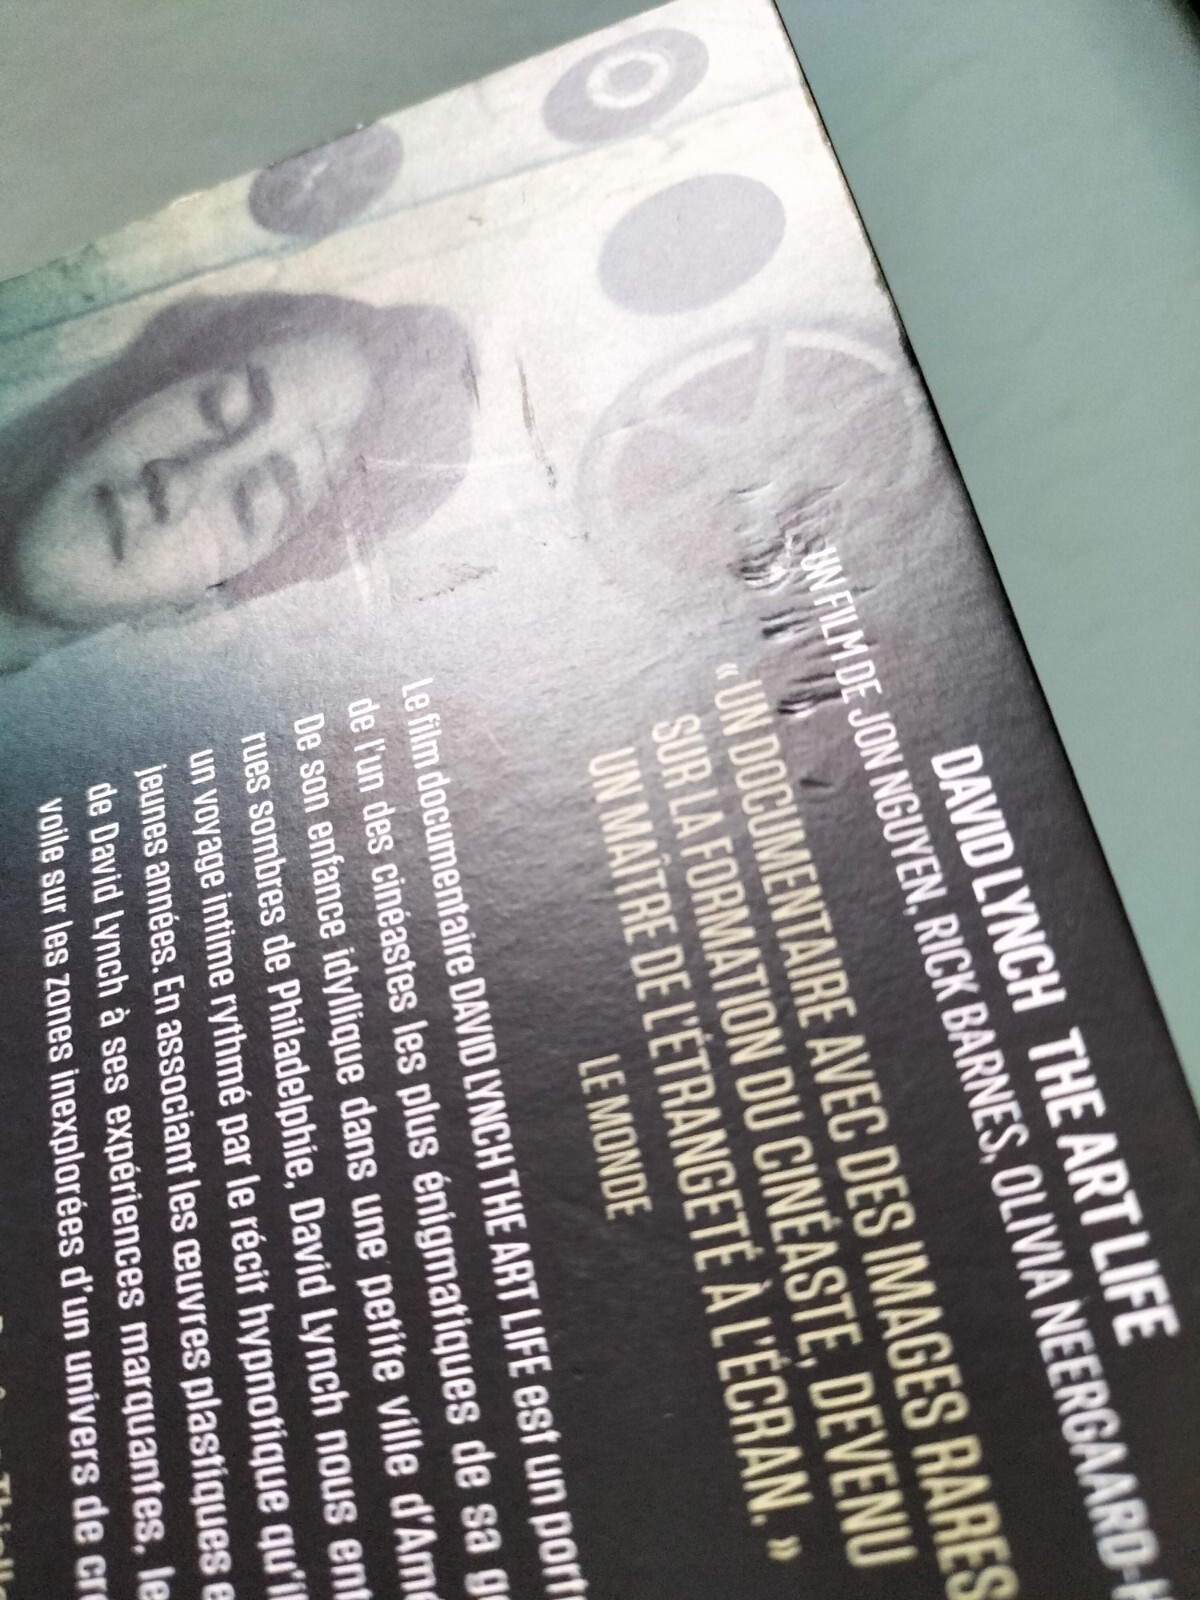 DAVID LYNCH THE ART LIFE
UN FILM DE JON NGUYEN, RICK BARNES, OLIVIA NEERGAARD-H
« UN DOCUMENTAIRE AVEC DES IMAGES RARES
SUR LA FORMATION DU CINÉASTE, DEVENU
UN MAÎTRE DE L'ÉTRANGETÉ À L'ÉCRAN. »
LE MONDE
Le film documentaire DAVID LYNCH THE ART LIFE est un port
de l'un des cinéastes les plus énigmatiques de sa g
De son enfance idyllique dans une petite ville d'Amé
rues sombres de Philadelphie, David Lynch nous ent
un voyage intime rythmé par le récit hypnotique qu'il
jeunes années. En associant les œuvres plastiques e
de David Lynch à ses expériences marquantes, le
voile sur les zones inexplorées d'un univers de cr